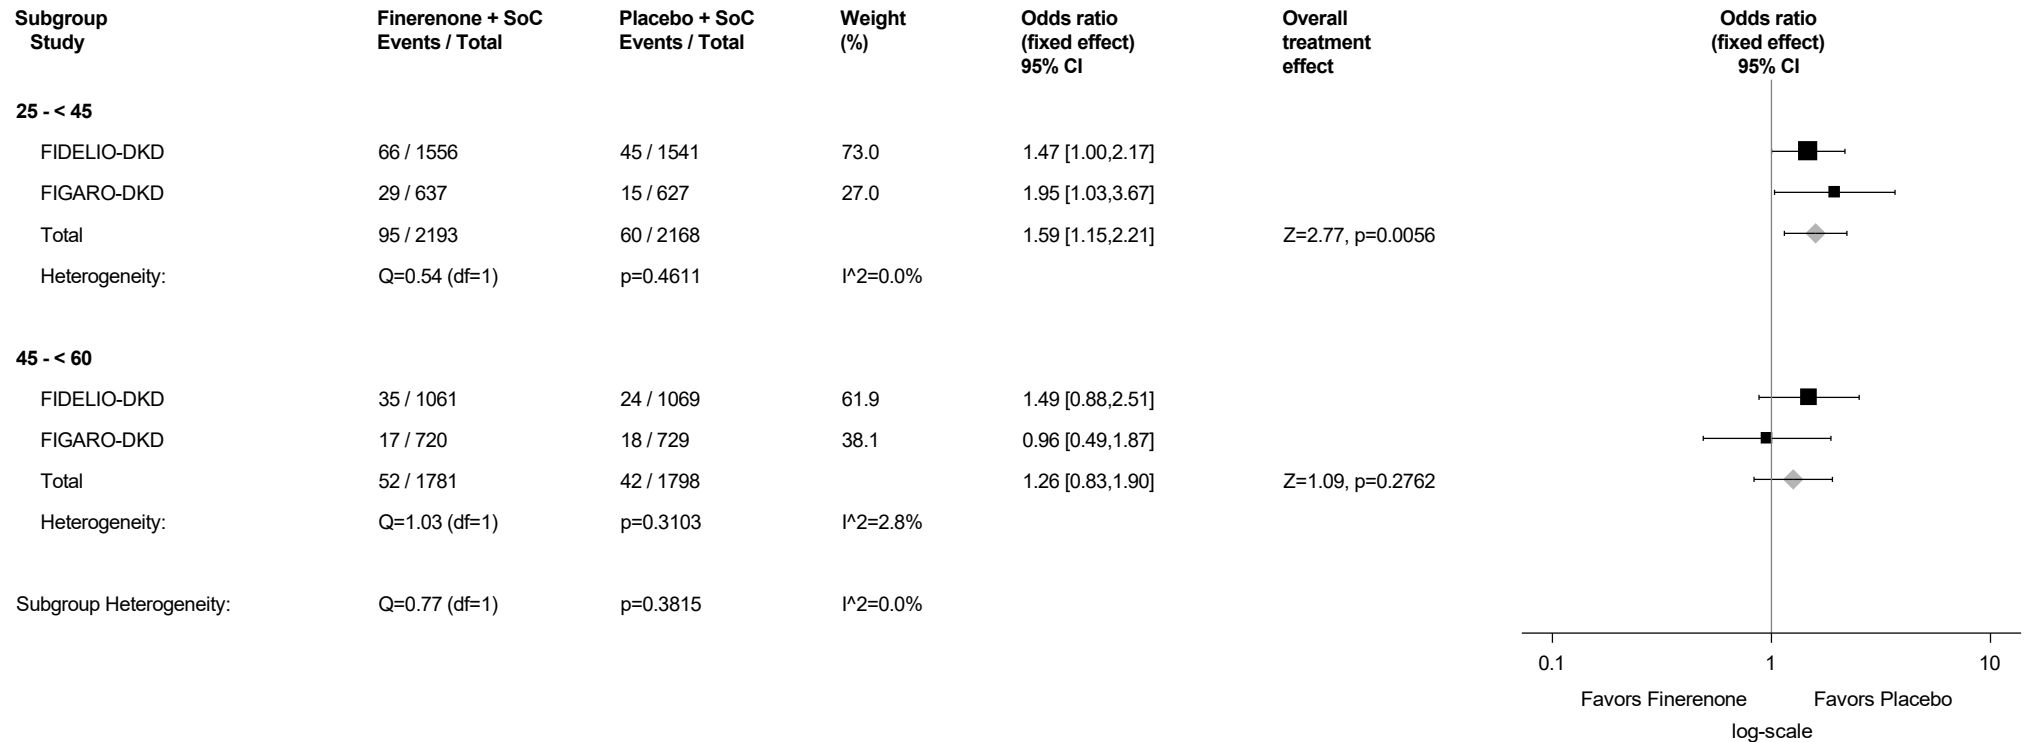 Subgroup Finerenone + SoC Placebo + SoC Weight Odds ratio Overall Odds ratio
Study Events / Total Events / Total (%) (fixed effect) treatment (fixed effect)
95% CI effect 95% CI
25 - < 45
FIDELIO-DKD 66 / 1556 45 / 1541 73.0 1.47 [1.00,2.17]
FIGARO-DKD 29 / 637 15 / 627 27.0 1.95 [1.03,3.67]
Total 95 / 2193 60 / 2168 1.59 [1.15,2.21] Z=2.77, p=0.0056
Heterogeneity: Q=0.54 (df=1) p=0.4611 I^2=0.0%
45 - < 60
FIDELIO-DKD 35 / 1061 24 / 1069 61.9 1.49 [0.88,2.51]
FIGARO-DKD 17 / 720 18 / 729 38.1 0.96 [0.49,1.87]
Total 52 / 1781 42 / 1798 1.26 [0.83,1.90] Z=1.09, p=0.2762
Heterogeneity: Q=1.03 (df=1) p=0.3103 I^2=2.8%
Subgroup Heterogeneity: Q=0.77 (df=1) p=0.3815 I^2=0.0%
0.1 1 10
Favors Finerenone Favors Placebo
log-scale